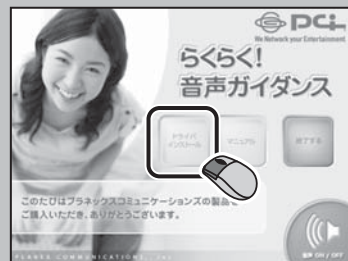 PCi
We Network your Entertainment
らくらく!
音声ガイダンス
ドライバ
インストール
マニュアル
終了する
このたびはプラネックスコミュニケーションズの製品を
ご購入いただき、ありがとうございます。
音声 ON / OFF
PLANEX COMMUNICATIONS, Inc.